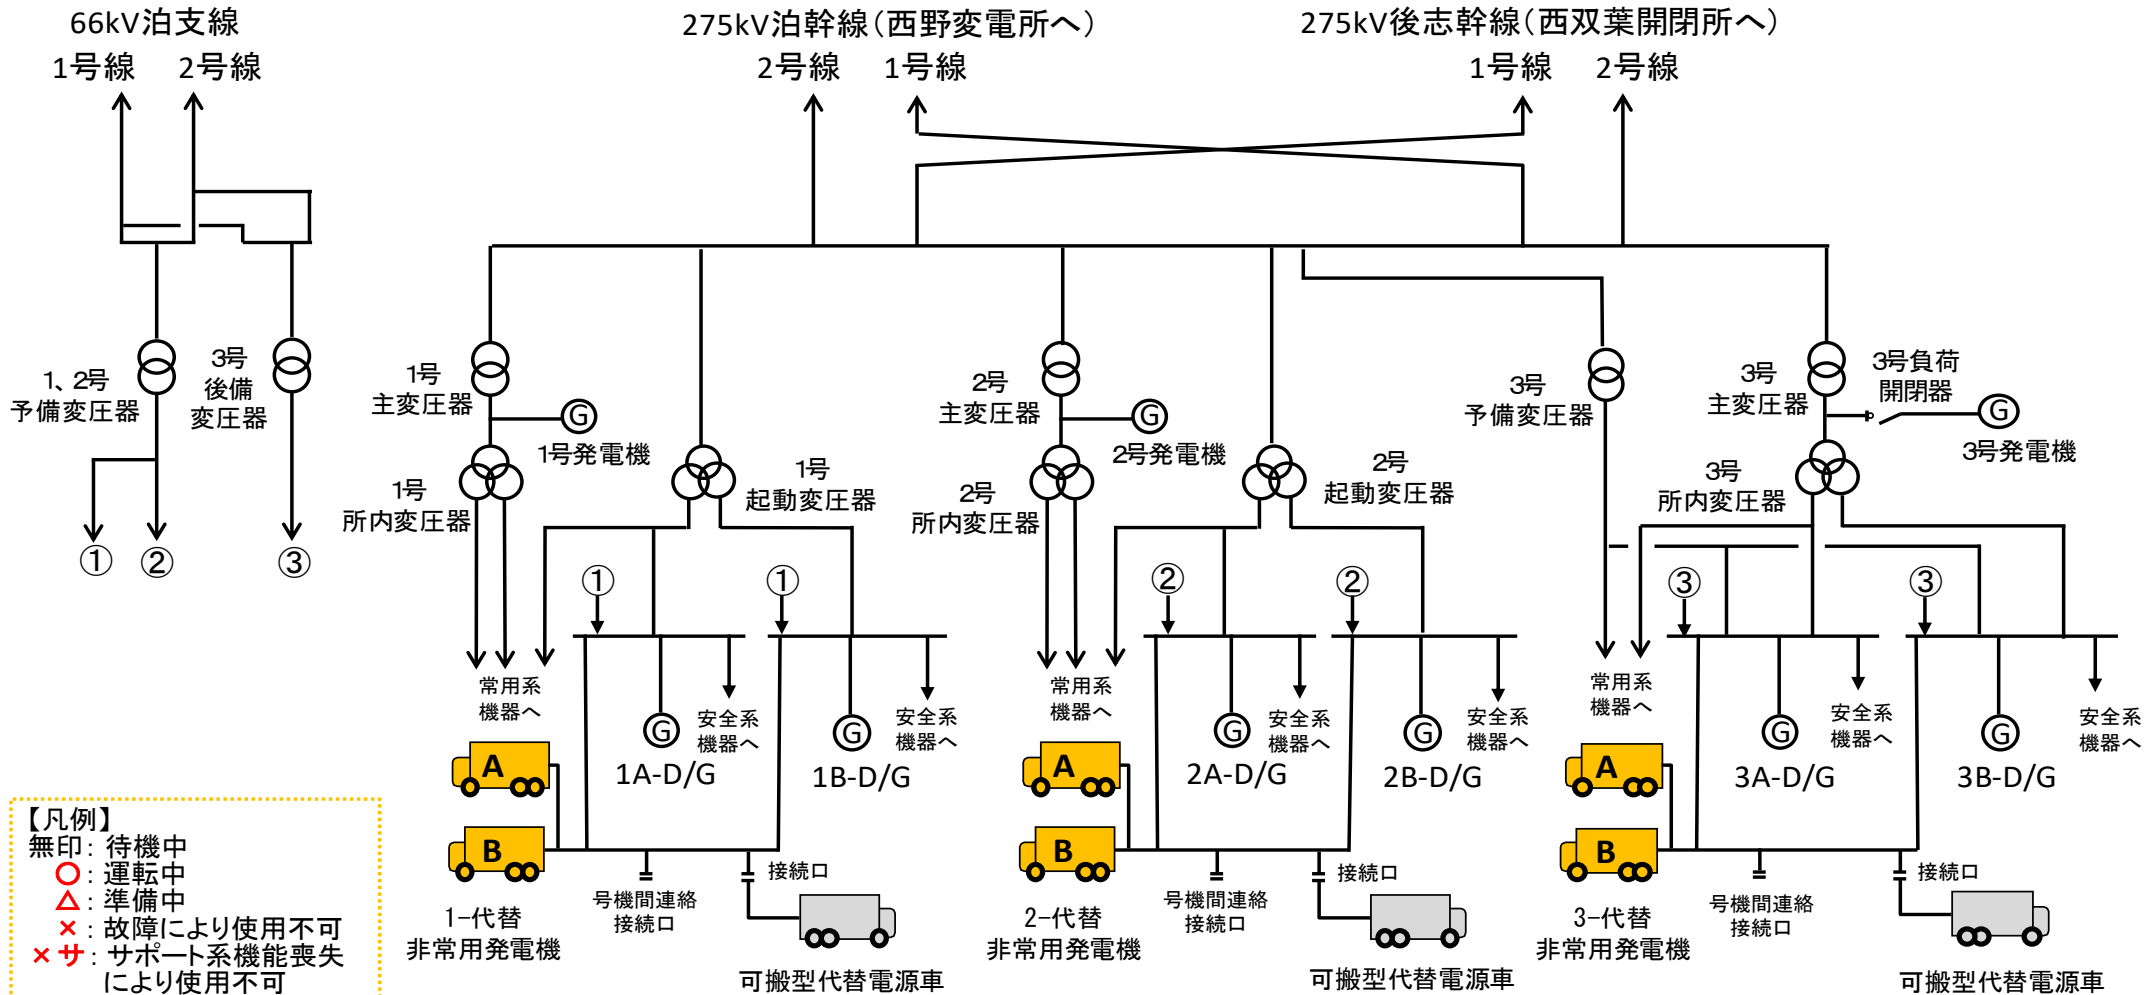 66kV泊支線
1号線 2号線
275kV泊幹線(西野変電所へ)
2号線 1号線
275kV後志幹線(西双葉開閉所へ)
1号線 2号線
1、2号
予備変圧器
3号
後備
変圧器
①
②
③
1号
主変圧器
G
1号発電機
1号
所内変圧器
1号
起動変圧器
①
①
常用系
機器へ
G
1A-D/G
安全系
機器へ
G
1B-D/G
安全系
機器へ
A
B
1-代替
非常用発電機
号機間連絡
接続口
接続口
可搬型代替電源車
2号
主変圧器
G
2号発電機
2号
所内変圧器
2号
起動変圧器
②
②
常用系
機器へ
G
2A-D/G
安全系
機器へ
G
2B-D/G
安全系
機器へ
A
B
2-代替
非常用発電機
号機間連絡
接続口
接続口
可搬型代替電源車
3号
予備変圧器
3号
主変圧器
3号負荷
開閉器
G
3号発電機
3号
所内変圧器
③
③
常用系
機器へ
G
3A-D/G
安全系
機器へ
G
3B-D/G
安全系
機器へ
A
B
3-代替
非常用発電機
号機間連絡
接続口
接続口
可搬型代替電源車
【凡例】
無印:待機中
○:運転中
△:準備中
×:故障により使用不可
×サ:サポート系機能喪失
により使用不可